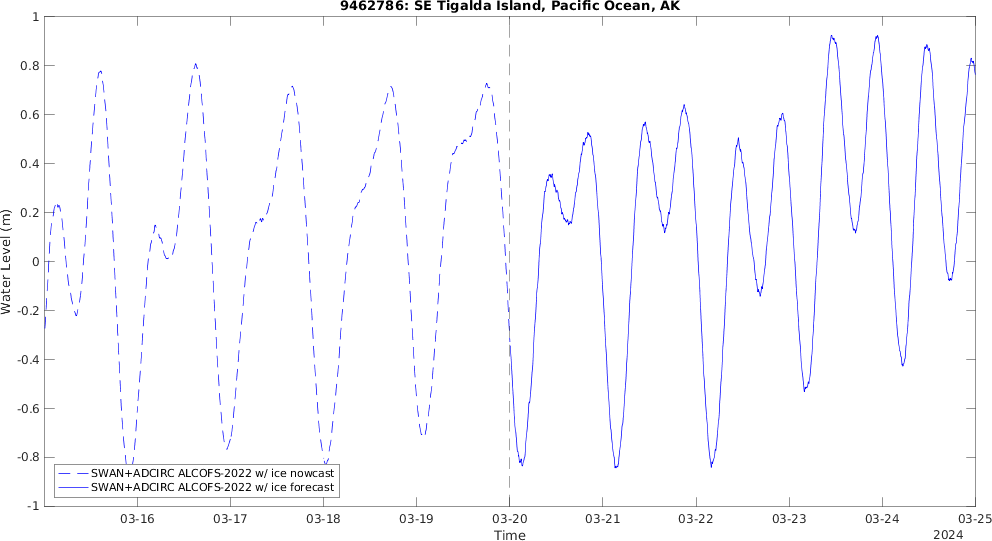 9462786: SE Tigalda Island, Pacific Ocean, AK
1
0.8
0.6
0.4
0.2
0
-0.2
-0.4
-0.6
-0.8
-1
Water Level (m)
SWAN+ADCIRC ALCOFS-2022 w/ ice nowcast
SWAN+ADCIRC ALCOFS-2022 w/ ice forecast
03-16 03-17 03-18 03-19 03-20 03-21 03-22 03-23 03-24 03-25
Time
2024